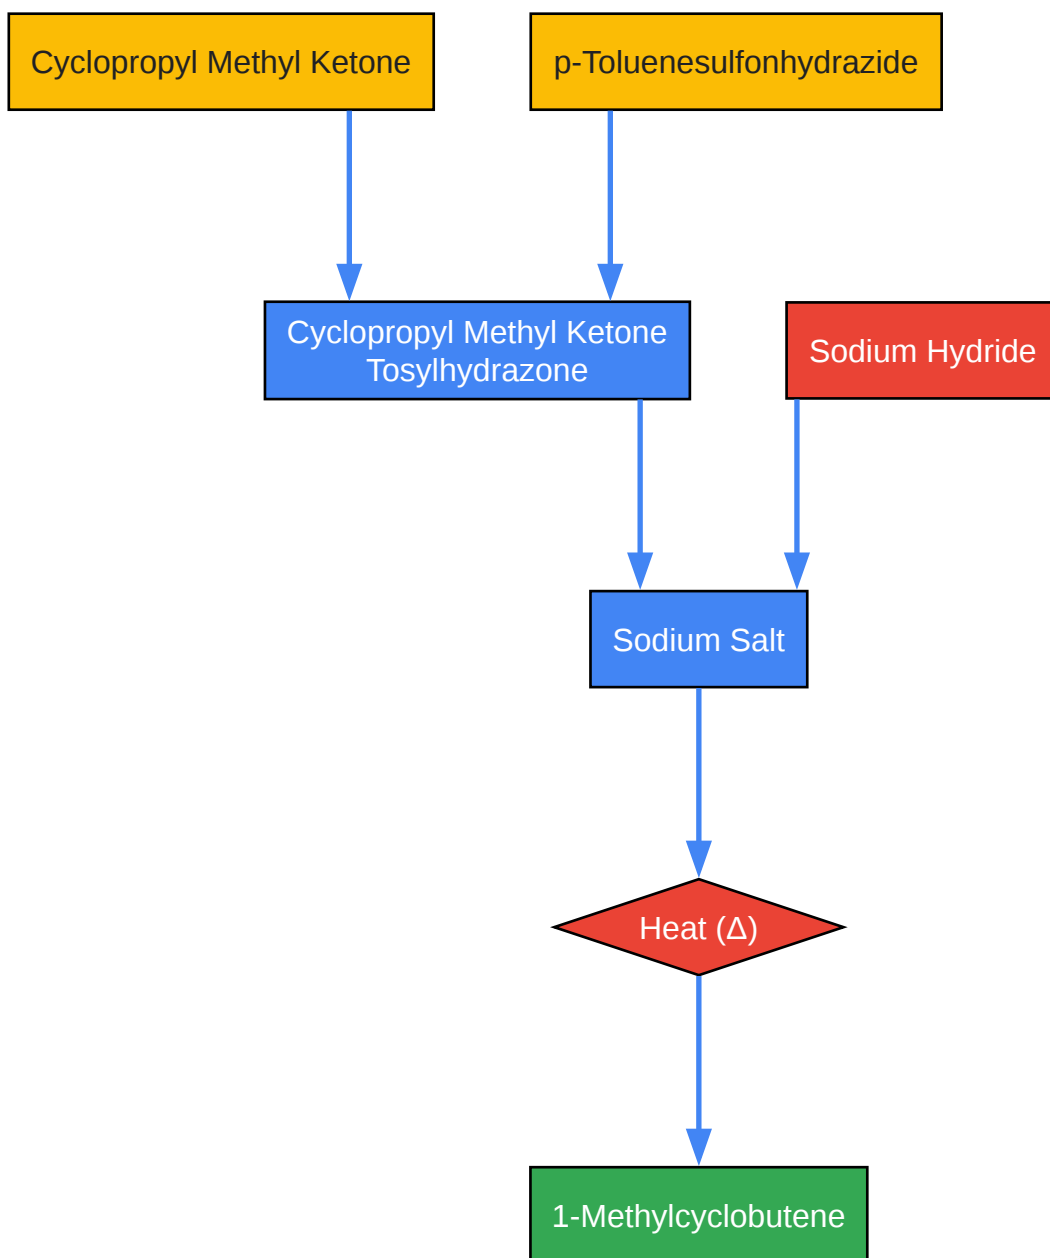 Cyclopropyl Methyl Ketone
p-Toluenesulfonhydrazide
Cyclopropyl Methyl Ketone
Tosylhydrazone
Sodium Hydride
Sodium Salt
Heat (Δ)
1-Methylcyclobutene